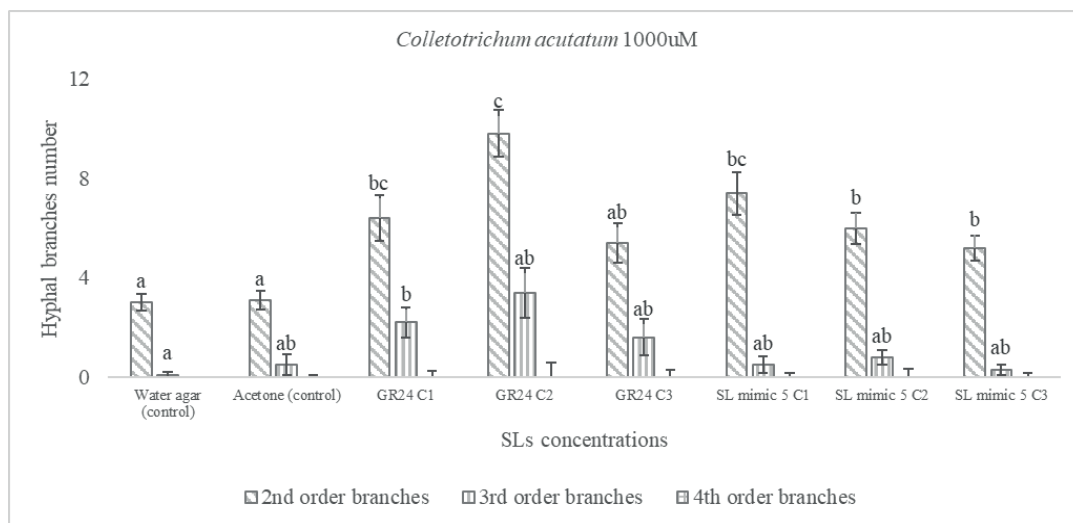 Colletotrichum acutatum 1000uM
12
8
4
0
Hyphal branches number
a
a
a
ab
bc
b
c
ab
ab
ab
bc
ab
b
ab
b
ab
Water agar
(control)
Acetone (control)
GR24 C1
GR24 C2
GR24 C3
SL mimic 5 C1
SL mimic 5 C2
SL mimic 5 C3
SLs concentrations
2nd order branches
3rd order branches
4th order branches